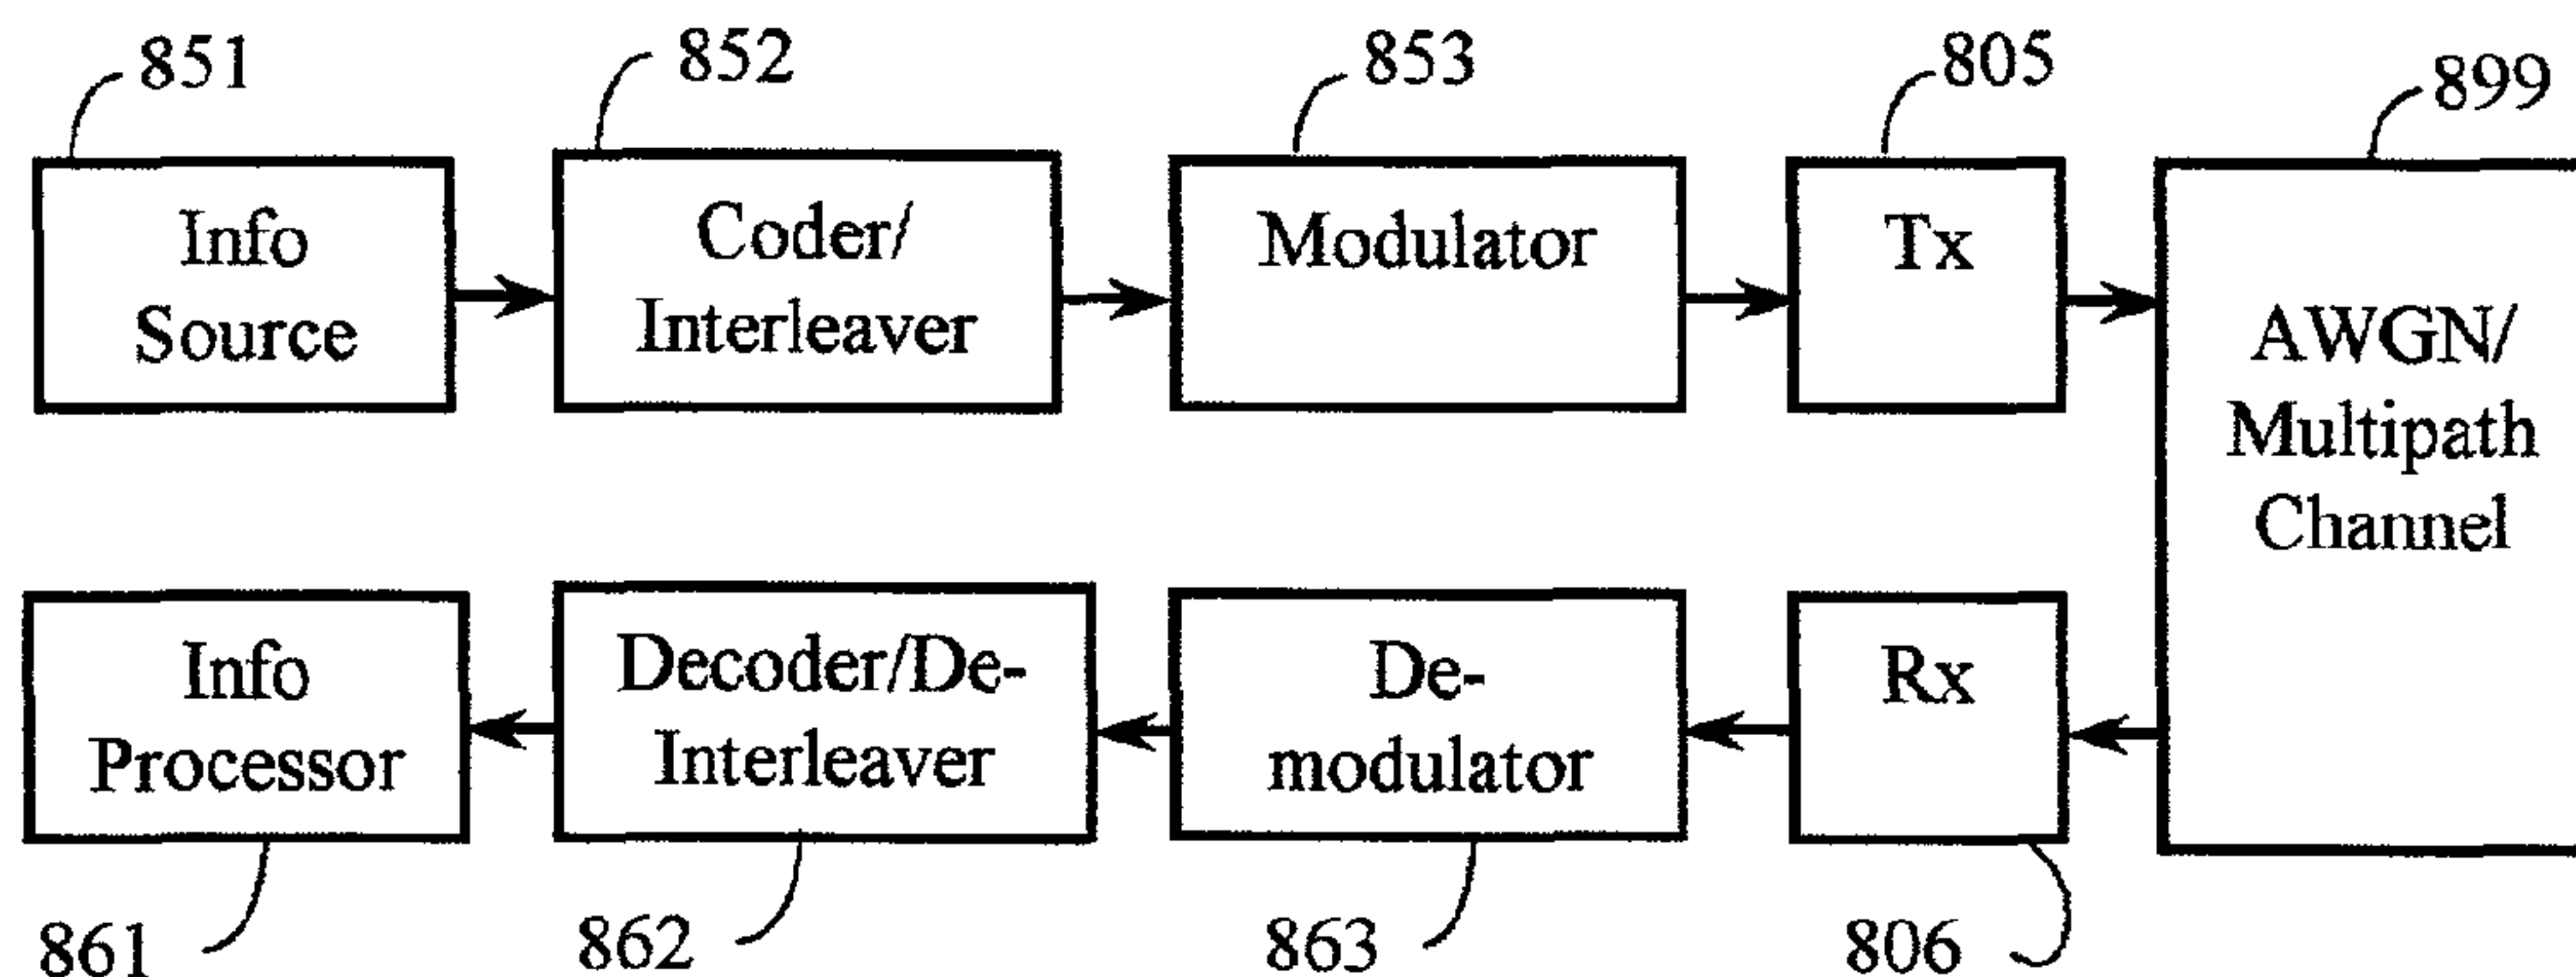 851
852
853
805
899
Info
Source
Coder/
Interleaver
Modulator
Tx
AWGN/
Multipath
Channel
Info
Processor
Decoder/De-
Interleaver
De-
modulator
Rx
861
862
863
806